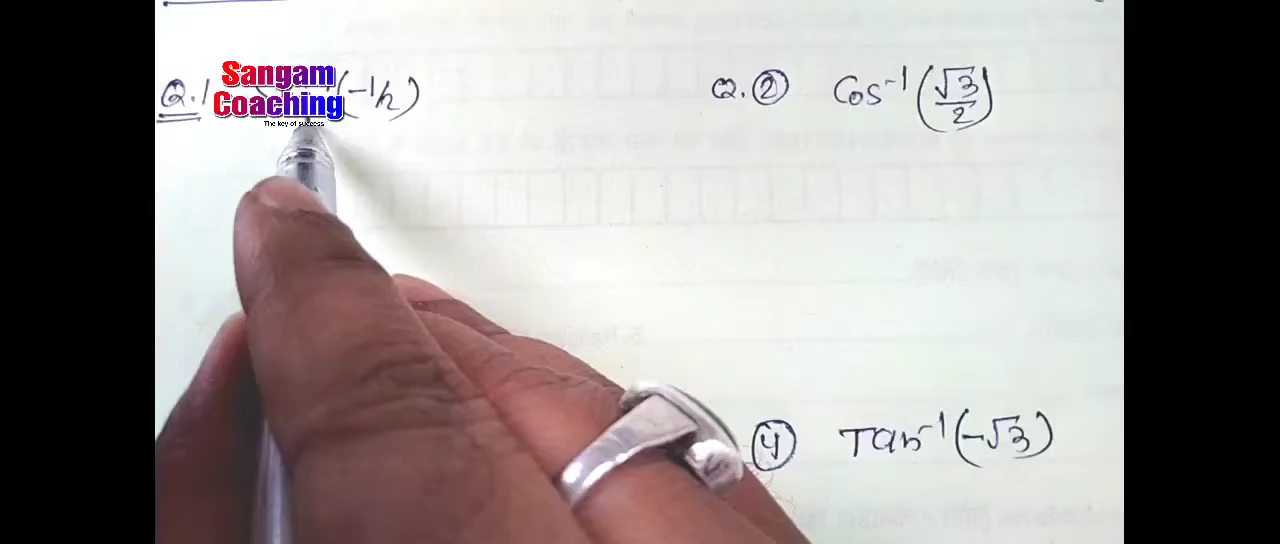 Q.1 (-1/2)
Sangam
Coaching
The key of success
Q. 2 Cos⁻¹ (√3/2)
4 Tan⁻¹ (-√3)